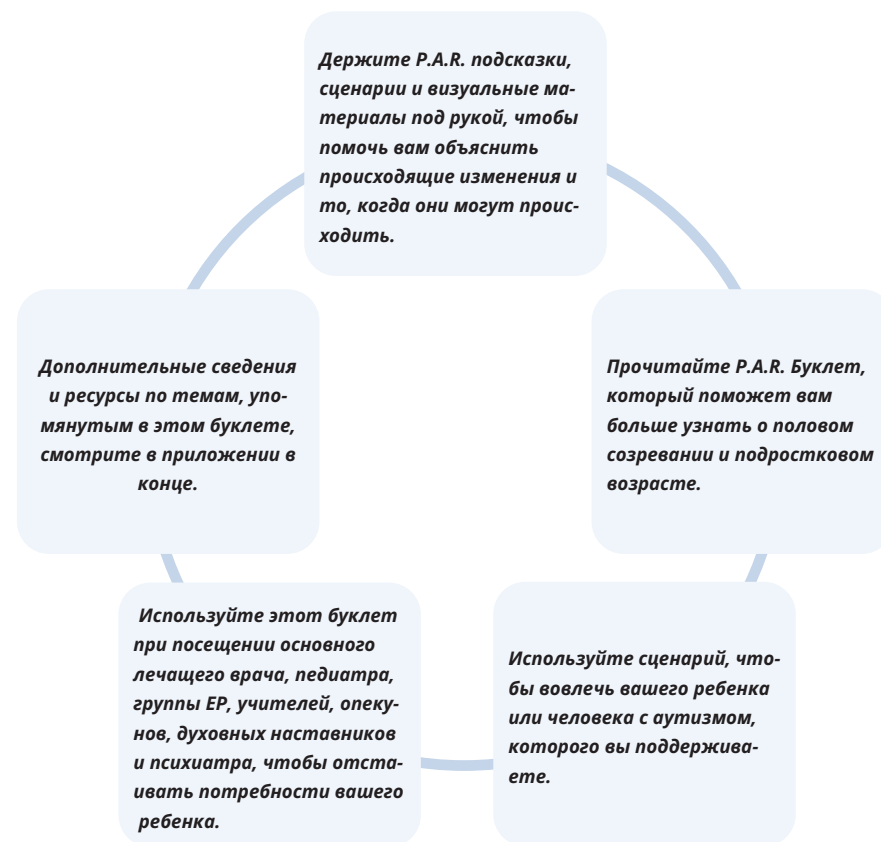 Держите P.A.R. подсказки,
сценарии и визуальные ма-
териалы под рукой, чтобы
помочь вам объяснить
происходящие изменения и
то, когда они могут проис-
ходить.
Прочитайте P.A.R. Буклет,
который поможет вам
больше узнать о половом
созревании и подростковом
возрасте.
Используйте сценарий, что-
бы вовлечь вашего ребенка
или человека с аутизмом,
которого вы поддержива-
ете.
Используйте этот буклет
при посещении основного
лечащего врача, педиатра,
группы EP, учителей, опеку-
нов, духовных наставников
и психиатра, чтобы отста-
ивать потребности вашего
ребенка.
Дополнительные сведения
и ресурсы по темам, упо-
мянутым в этом буклете,
смотрите в приложении в
конце.